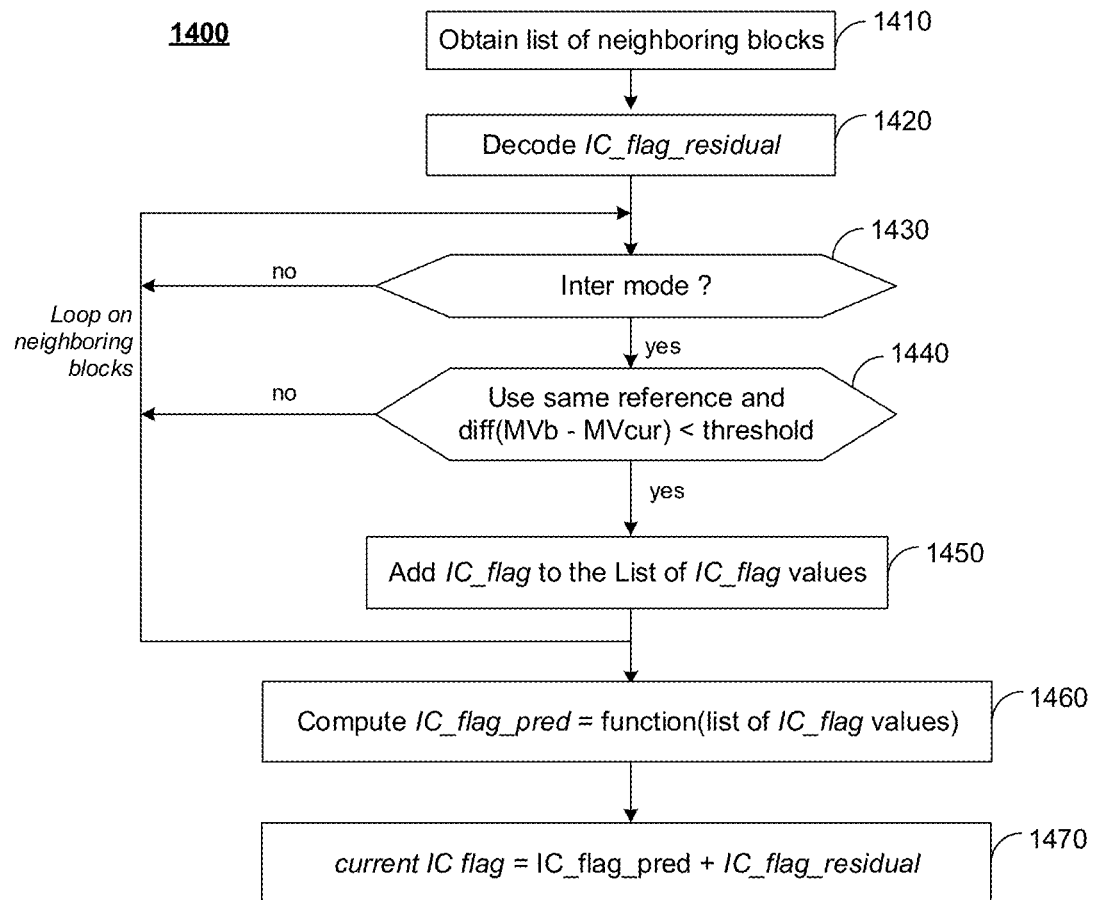 1400
Obtain list of neighboring blocks
1410
Decode IC_flag_residual
1420
Inter mode ?
1430
no
Loop on
neighboring
blocks
yes
Use same reference and
diff(MVb - MVcur) < threshold
1440
no
yes
Add IC_flag to the List of IC_flag values
1450
Compute IC_flag_pred = function(list of IC_flag values)
1460
current IC flag = IC_flag_pred + IC_flag_residual
1470